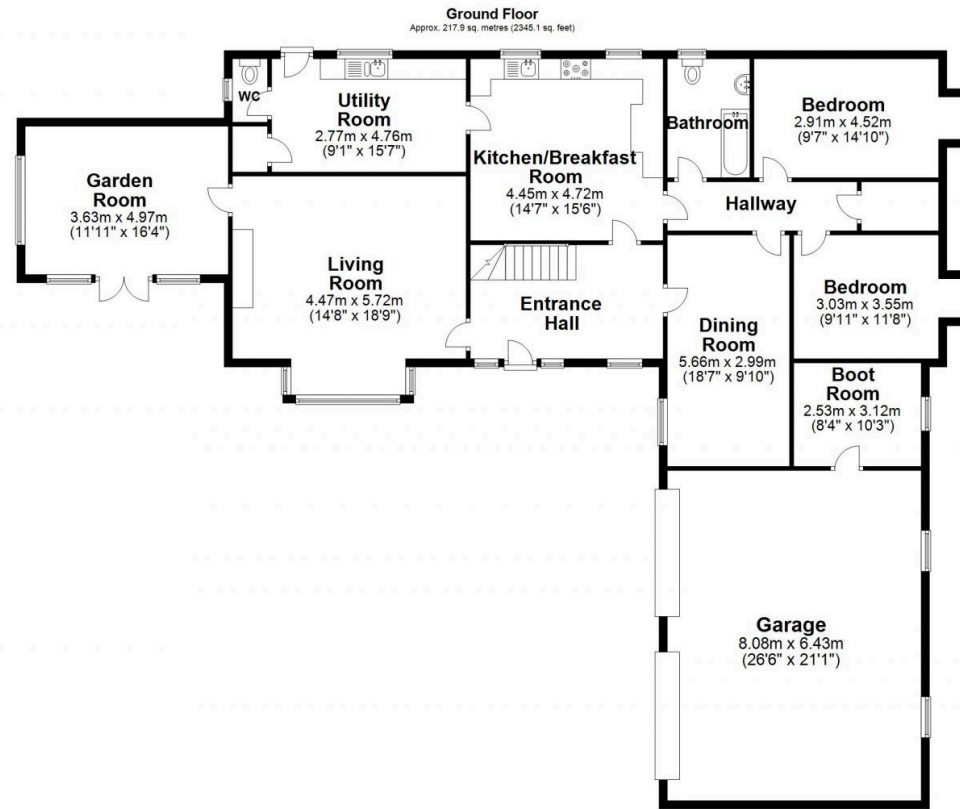 Ground Floor
Approx. 217.9 sq. metres (2345.1 sq. feet)
WC
Utility
Room
2.77m x 4.76m
(9'1" x 15'7")
Kitchen/Breakfast
Room
4.45m x 4.72m
(14'7" x 15'6")
Bathroom
Bedroom
2.91m x 4.52m
(9'7" x 14'10")
Garden
Room
3.63m x 4.97m
(11'11" x 16'4")
Hallway
Living
Room
4.47m x 5.72m
(14'8" x 18'9")
Entrance
Hall
Dining
Room
5.66m x 2.99m
(18'7" x 9'10")
Bedroom
3.03m x 3.55m
(9'11" x 11'8")
Boot
Room
2.53m x 3.12m
(8'4" x 10'3")
Garage
8.08m x 6.43m
(26'6" x 21'1")